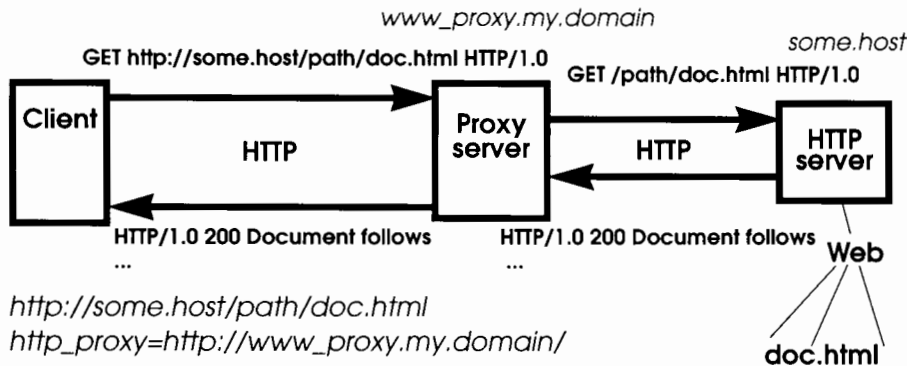 www_proxy.my.domain
some.host
GET http://some.host/path/doc.html HTTP/1.0
GET /path/doc.html HTTP/1.0
Client
Proxy
server
HTTP
server
HTTP
HTTP
HTTP/1.0 200 Document follows
...
HTTP/1.0 200 Document follows
...
Web
http://some.host/path/doc.html
http_proxy=http://www_proxy.my.domain/
doc.html